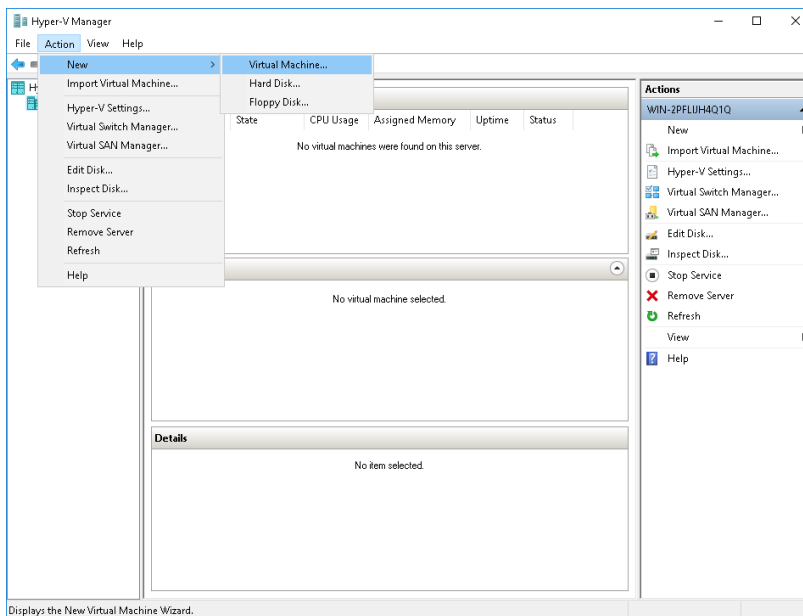 Hyper-V Manager
File Action View Help
New
Import Virtual Machine...
Hyper-V Settings...
Virtual Switch Manager...
Virtual SAN Manager...
Edit Disk...
Inspect Disk...
Stop Service
Remove Server
Refresh
Help
Virtual Machine...
Hard Disk...
Floppy Disk...
State CPU Usage Assigned Memory Uptime Status
No virtual machines were found on this server.
No virtual machine selected.
Details
No item selected.
Actions
WIN-2PFLIJH4Q1Q
New
Import Virtual Machine...
Hyper-V Settings...
Virtual Switch Manager...
Virtual SAN Manager...
Edit Disk...
Inspect Disk...
Stop Service
Remove Server
Refresh
View
Help
Displays the New Virtual Machine Wizard.